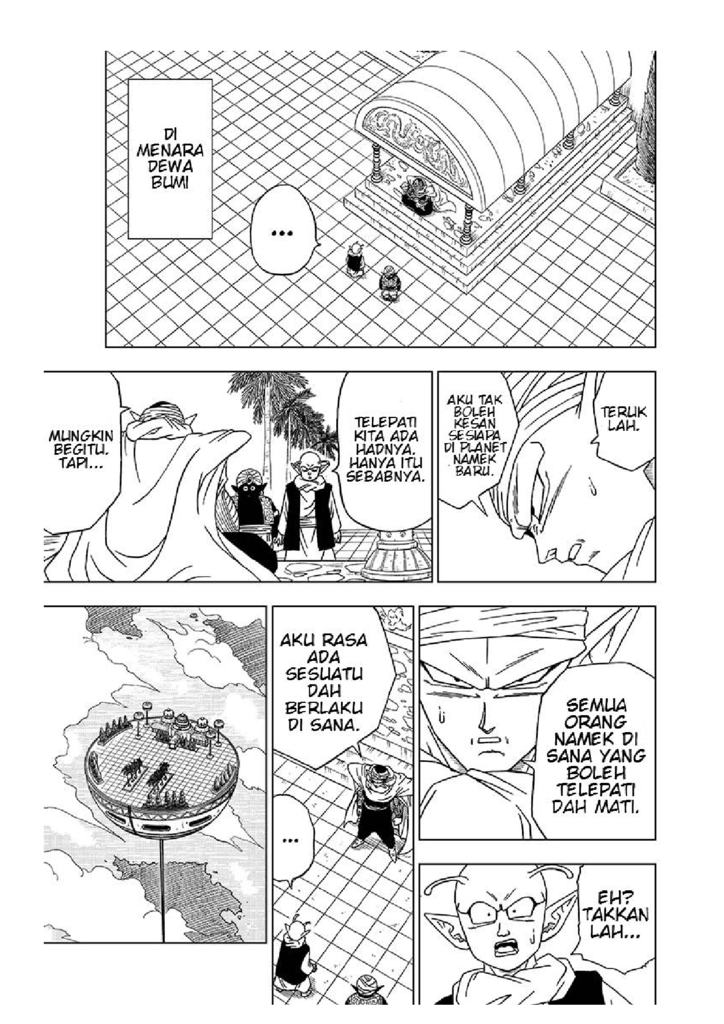 DI
MENARA
DEWA
BUMI
...
TERUK
LAH.
AKU TAK
BOLEH
KESAN
SESIAPA
DI PLANET
NAMEK
BARU.
TELEPATI
KITA ADA
HADNYA.
HANYA ITU
SEBABNYA.
MUNGKIN
BEGITU.
TAPI...
SEMUA
ORANG
NAMEK DI
SANA YANG
BOLEH
TELEPATI
DAH MATI.
EH?
TAKKAN
LAH...
AKU RASA
ADA
SESUATU
DAH
BERLAKU
DI SANA.
...